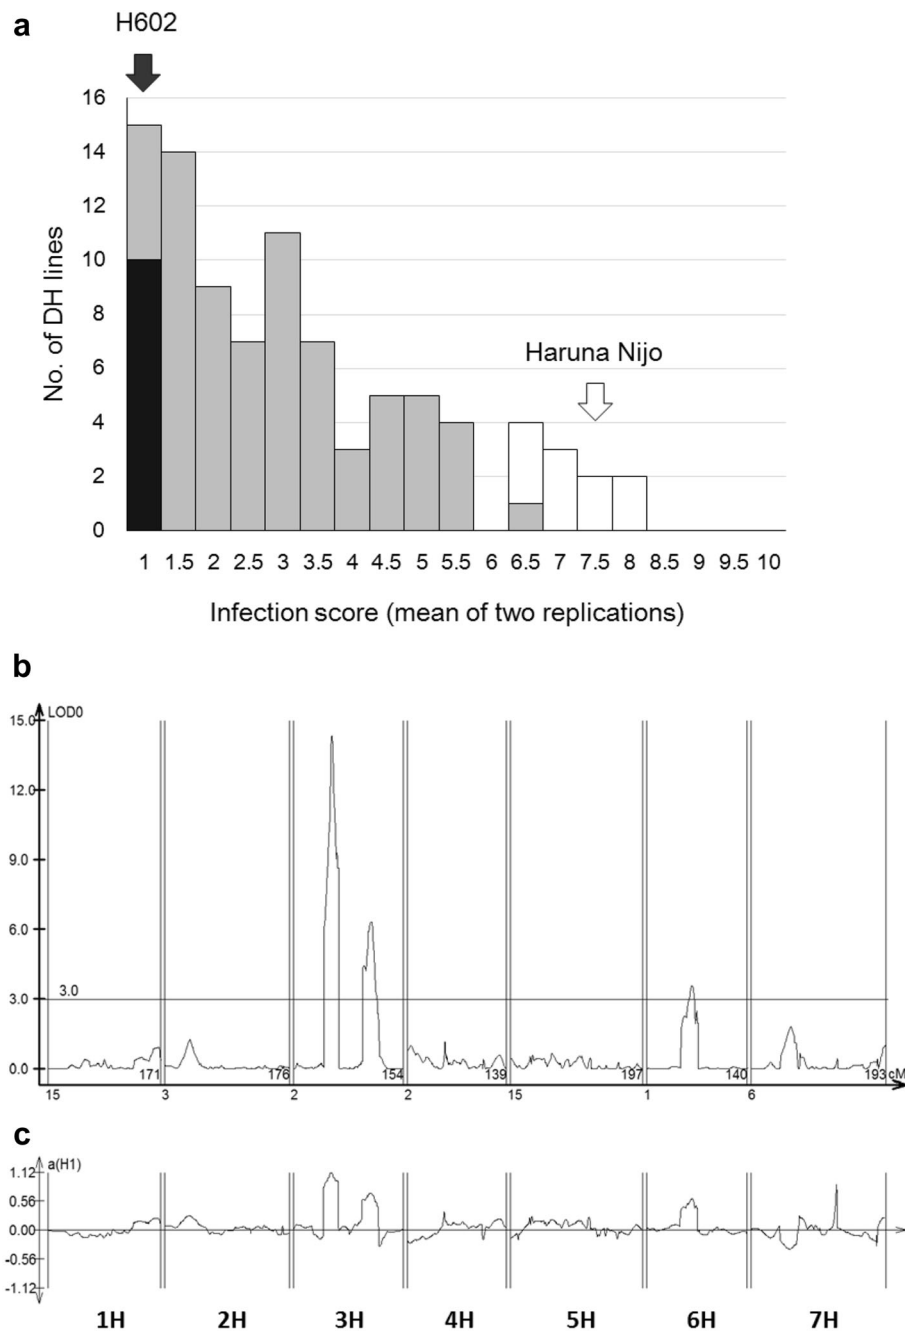 a
H602
16
14
12
10
8
6
4
2
0
No. of DH lines
Haruna Nijo
1 1.5 2 2.5 3 3.5 4 4.5 5 5.5 6 6.5 7 7.5 8 8.5 9 9.5 10
Infection score (mean of two replications)
b
LOD0
15.0
12.0
9.0
6.0
3.0
3.0
0.0
171 176 154 139 197 140 193cM
15 3 2 2 15 1 6
c
a(H1)
1.12
0.56
0.00
-0.56
-1.12
1H 2H 3H 4H 5H 6H 7H